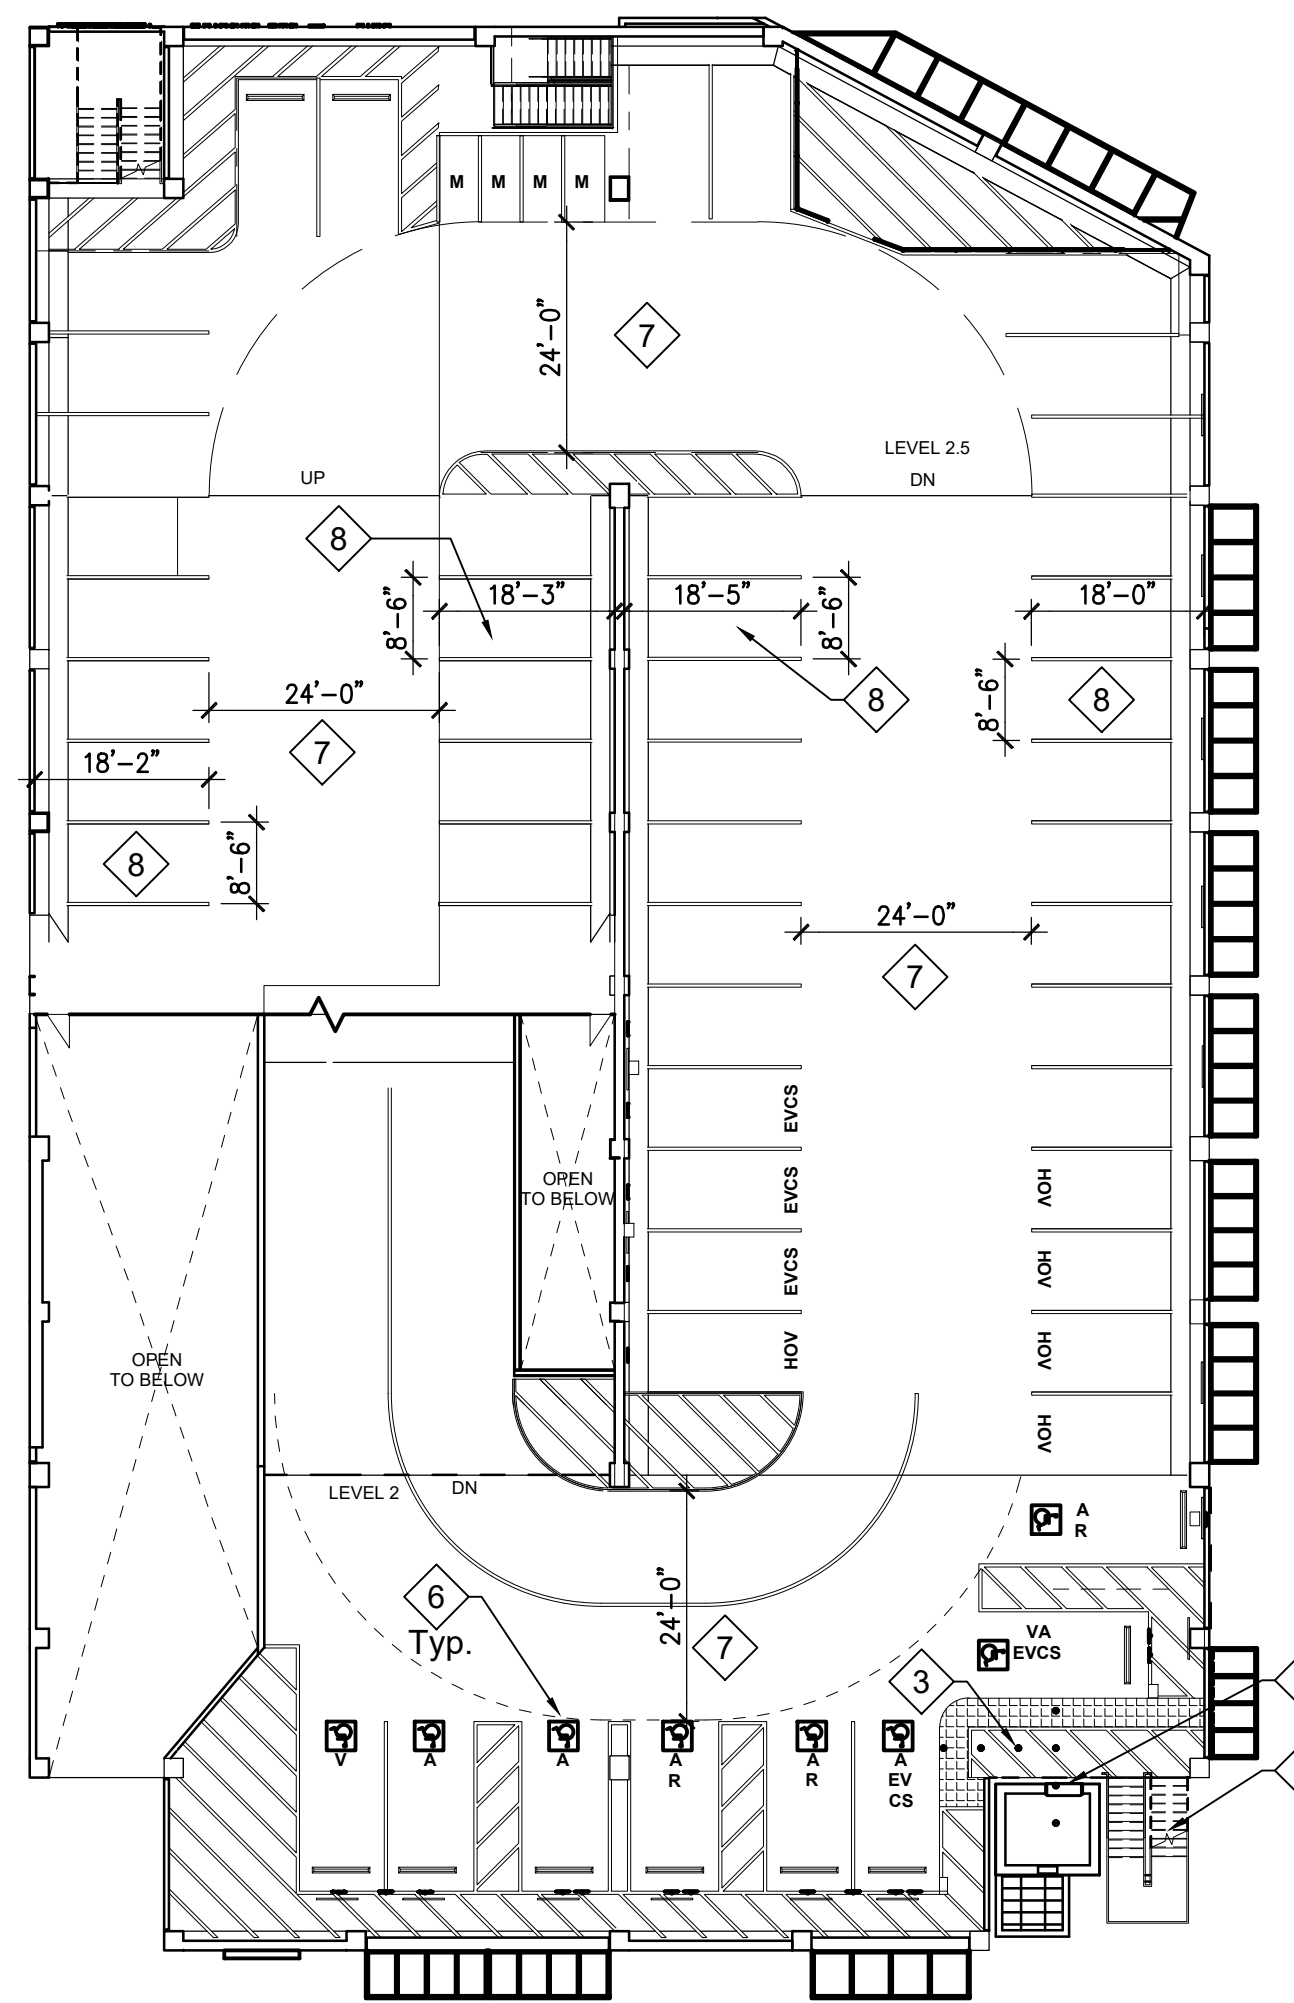 M M M M
24'-0"
7
LEVEL 2.5
UP
DN
8
8'-6"
18'-3"
18'-5"
8'-6"
18'-0"
24'-0"
8
8'-6"
8
7
18'-2"
8
8'-6"
24'-0"
7
EVCS
OPEN
TO BELOW
EVCS
HOV
EVCS
HOV
OPEN
TO BELOW
HOV
HOV
HOV
LEVEL 2
DN
A
R
6
Typ.
24'-0"
7
VA
EVCS
3
V
A
A
A
R
A
R
A
EV
CS